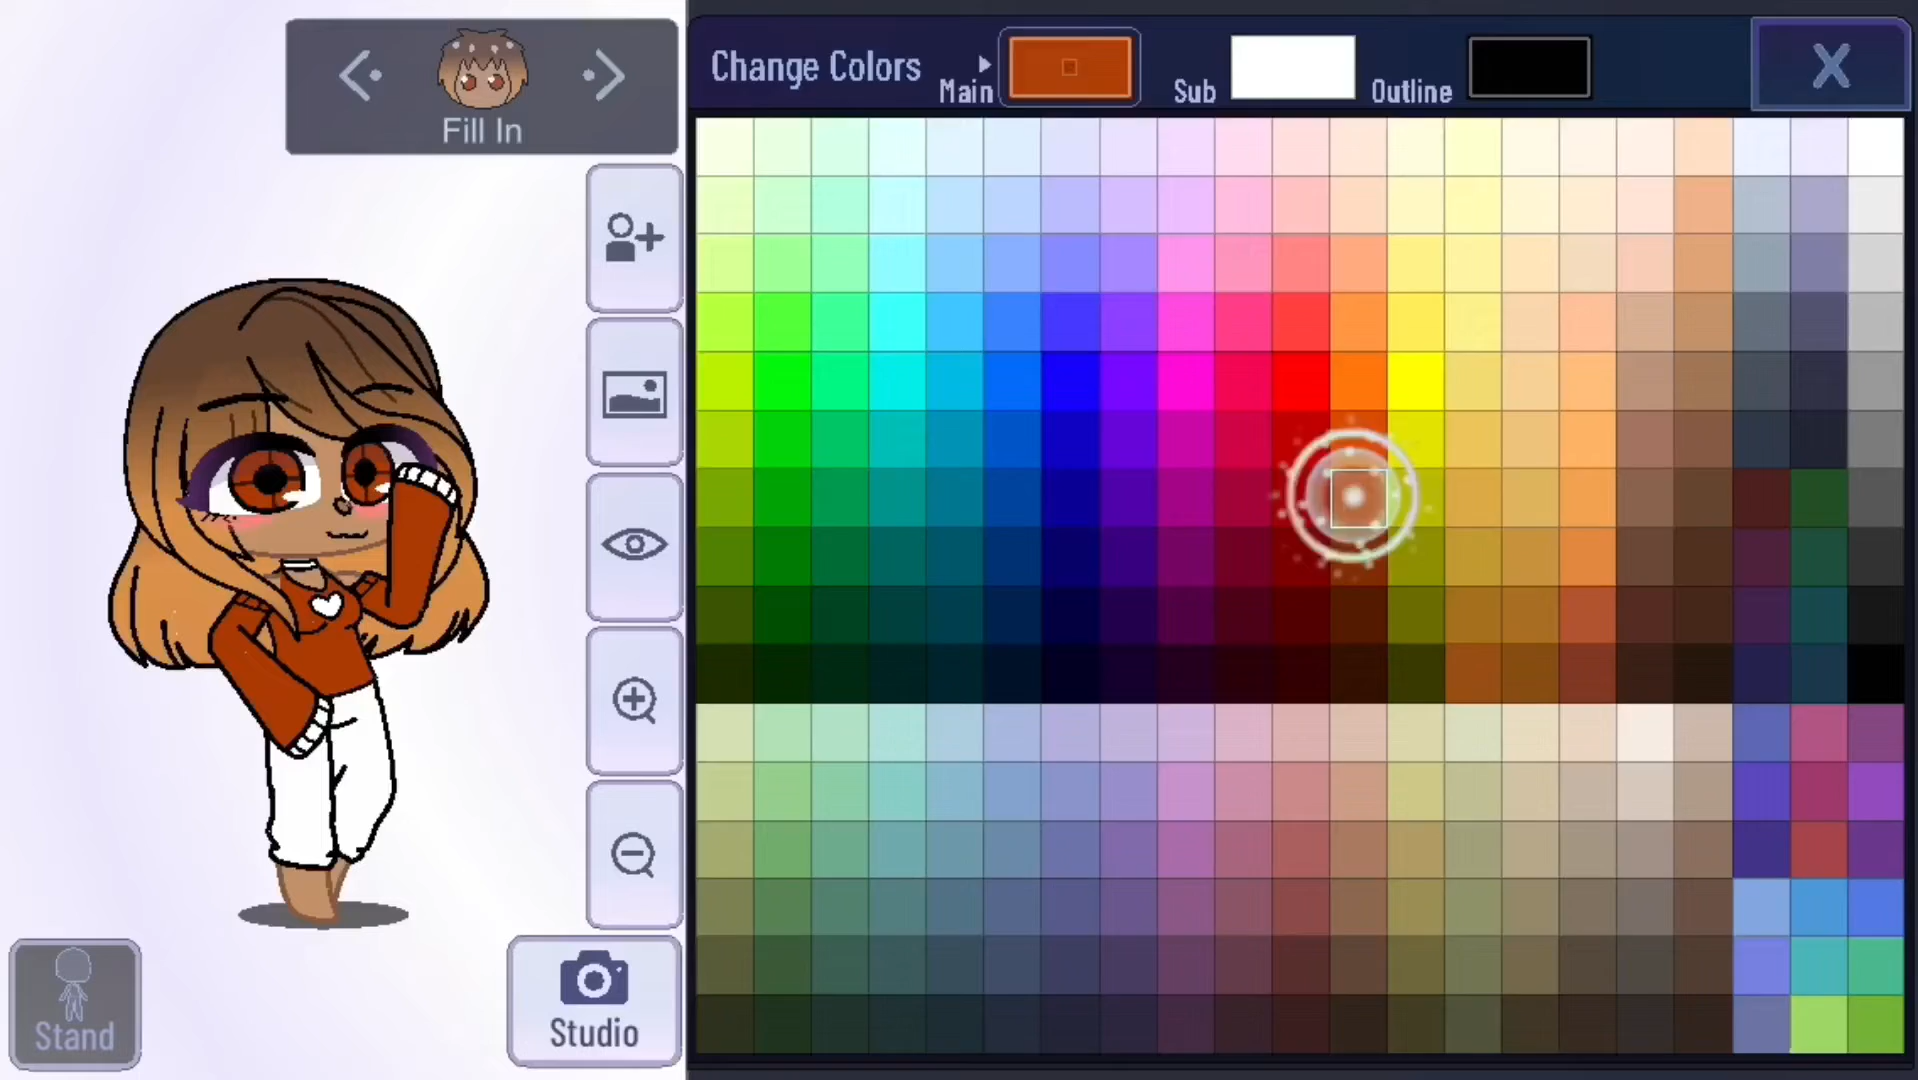 Fill In
Change Colors
Main
Sub
Outline
X
Stand
Studio